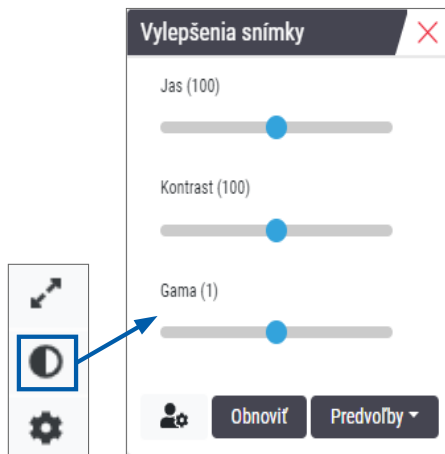 Vylepšenia snímky
Jas (100)
Kontrast (100)
Gama (1)
Obnoviť
Predvoľby